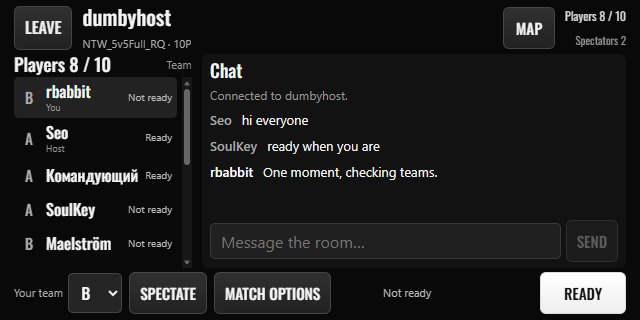 LEAVE
dumbyhost
NTW_5v5Full_RQ · 10P
MAP
Players 8 / 10
Spectators 2
Players 8 / 10
Team
B rbabbit Not ready
You
A Seo Ready
Host
A Командующий Ready
A SoulKey Not ready
B Maelström Not ready
Chat
Connected to dumbyhost.
Seo hi everyone
SoulKey ready when you are
rbabbit One moment, checking teams.
Message the room...
SEND
Your team B SPECTATE MATCH OPTIONS Not ready READY